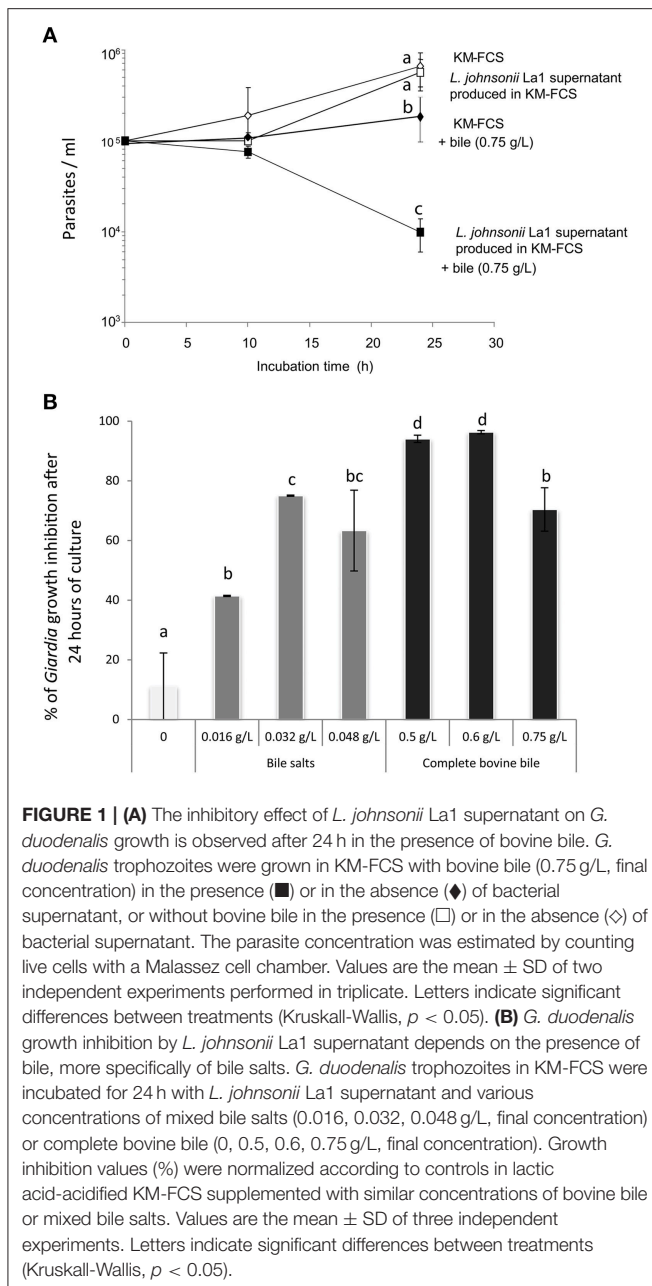 A
10⁶
10⁵
10⁴
10³
Parasites / ml
a
a
b
c
KM-FCS
L. johnsonii La1 supernatant
produced in KM-FCS
KM-FCS
+ bile (0.75 g/L)
L. johnsonii La1 supernatant
produced in KM-FCS
+ bile (0.75 g/L)
0 5 10 15 20 25 30
Incubation time (h)
B
100
80
60
40
20
0
% of Giardia growth inhibition after
24 hours of culture
a b c bc d d b
0 0.016 g/L 0.032 g/L 0.048 g/L 0.5 g/L 0.6 g/L 0.75 g/L
Bile salts Complete bovine bile
FIGURE 1 | (A) The inhibitory effect of L. johnsonii La1 supernatant on G.
duodenalis growth is observed after 24 h in the presence of bovine bile. G.
duodenalis trophozoites were grown in KM-FCS with bovine bile (0.75 g/L, final
concentration) in the presence (■) or in the absence (♦) of bacterial
supernatant, or without bovine bile in the presence (□) or in the absence (◇) of
bacterial supernatant. The parasite concentration was estimated by counting
live cells with a Malassez cell chamber. Values are the mean ± SD of two
independent experiments performed in triplicate. Letters indicate significant
differences between treatments (Kruskall-Wallis, p < 0.05). (B) G. duodenalis
growth inhibition by L. johnsonii La1 supernatant depends on the presence of
bile, more specifically of bile salts. G. duodenalis trophozoites in KM-FCS were
incubated for 24 h with L. johnsonii La1 supernatant and various
concentrations of mixed bile salts (0.016, 0.032, 0.048 g/L, final concentration)
or complete bovine bile (0, 0.5, 0.6, 0.75 g/L, final concentration). Growth
inhibition values (%) were normalized according to controls in lactic
acid-acidified KM-FCS supplemented with similar concentrations of bovine bile
or mixed bile salts. Values are the mean ± SD of three independent
experiments. Letters indicate significant differences between treatments
(Kruskall-Wallis, p < 0.05).